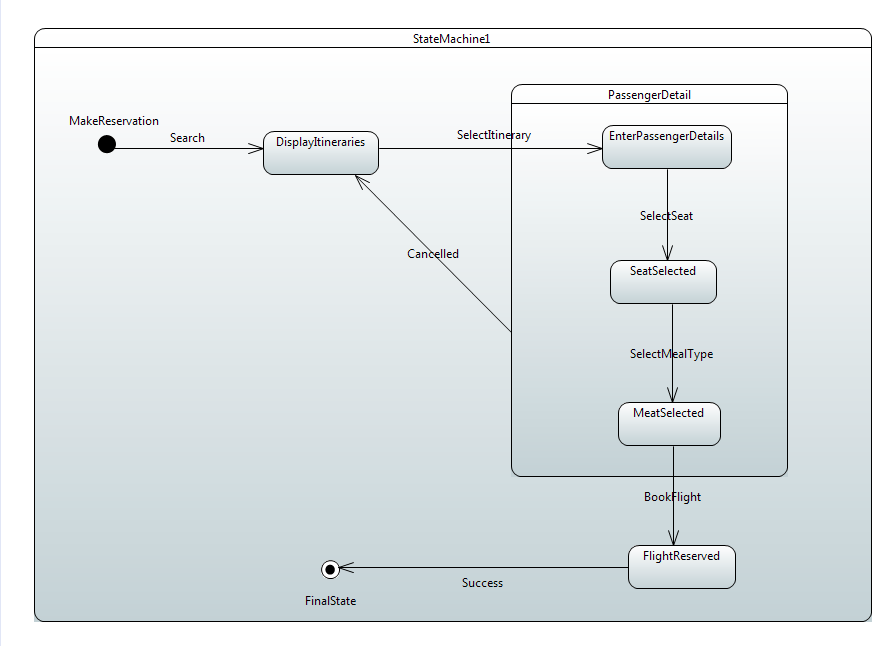 StateMachine1
PassengerDetail
MakeReservation
Search
DisplayItineraries
SelectItinerary
EnterPassengerDetails
SelectSeat
Cancelled
SeatSelected
SelectMealType
MeatSelected
BookFlight
FlightReserved
Success
FinalState